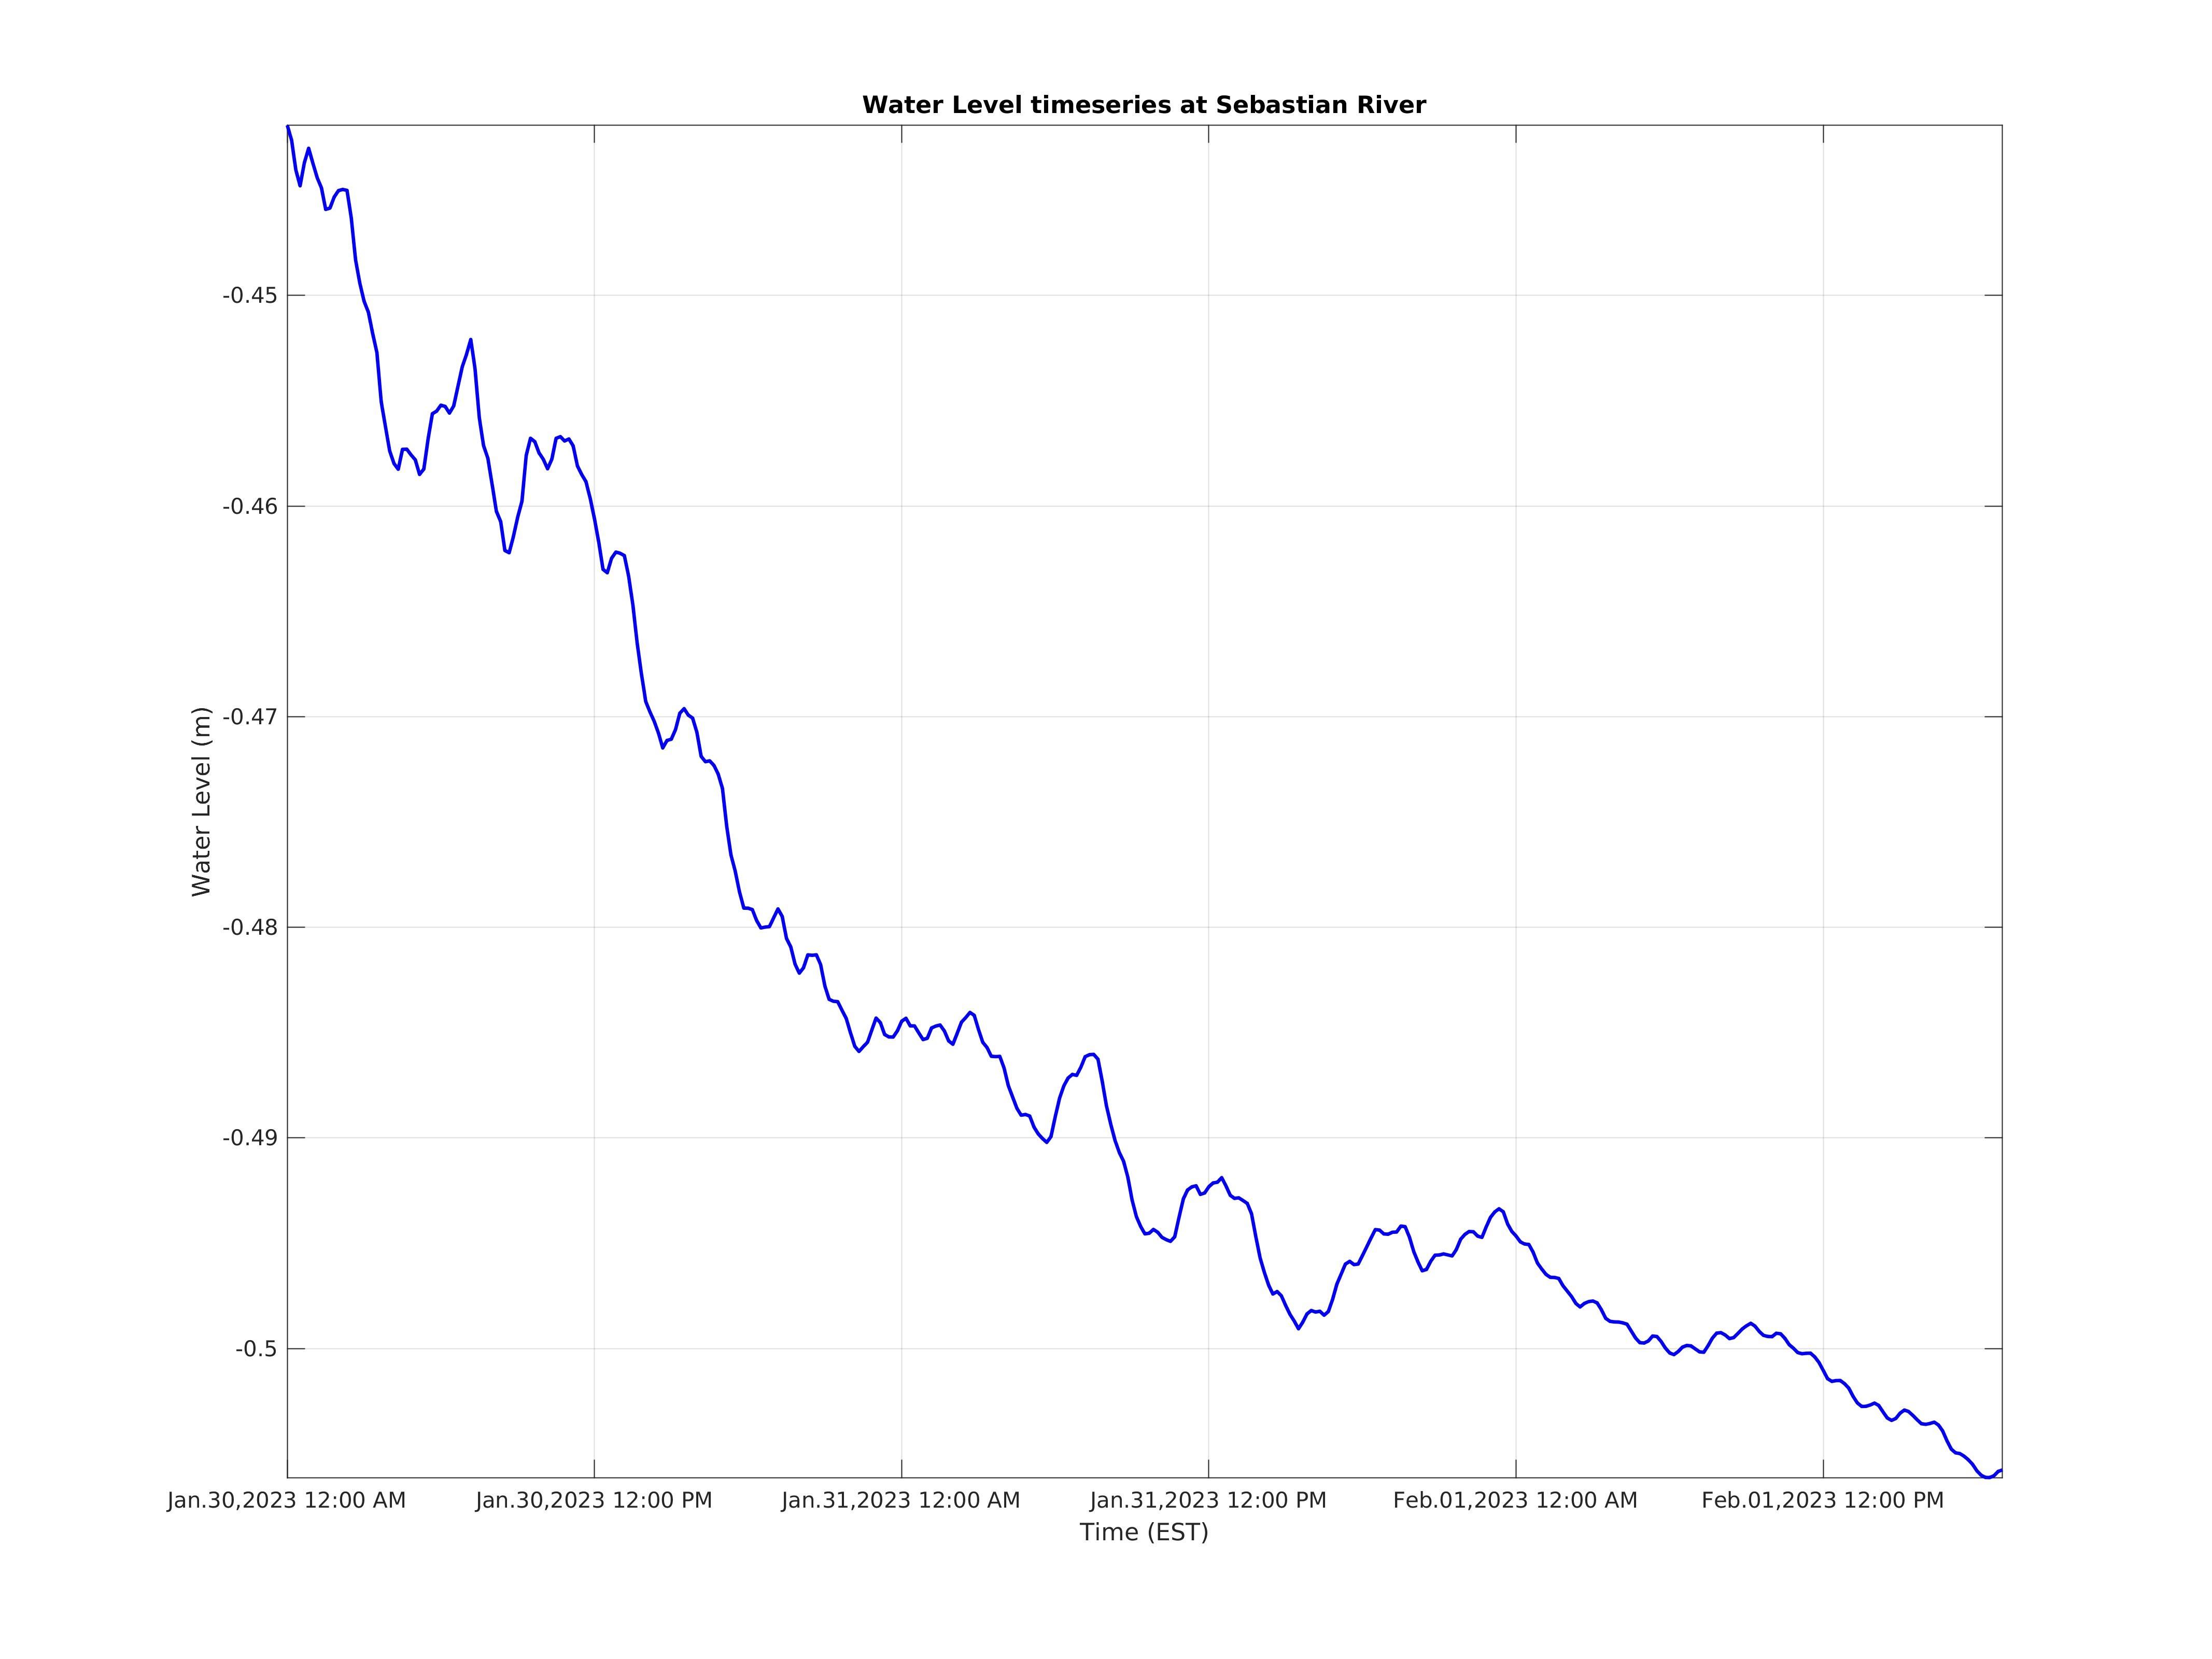 Water Level timeseries at Sebastian River
-0.45
-0.46
-0.47
-0.48
-0.49
-0.5
Water Level (m)
Jan.30,2023 12:00 AM
Jan.30,2023 12:00 PM
Jan.31,2023 12:00 AM
Jan.31,2023 12:00 PM
Feb.01,2023 12:00 AM
Feb.01,2023 12:00 PM
Time (EST)